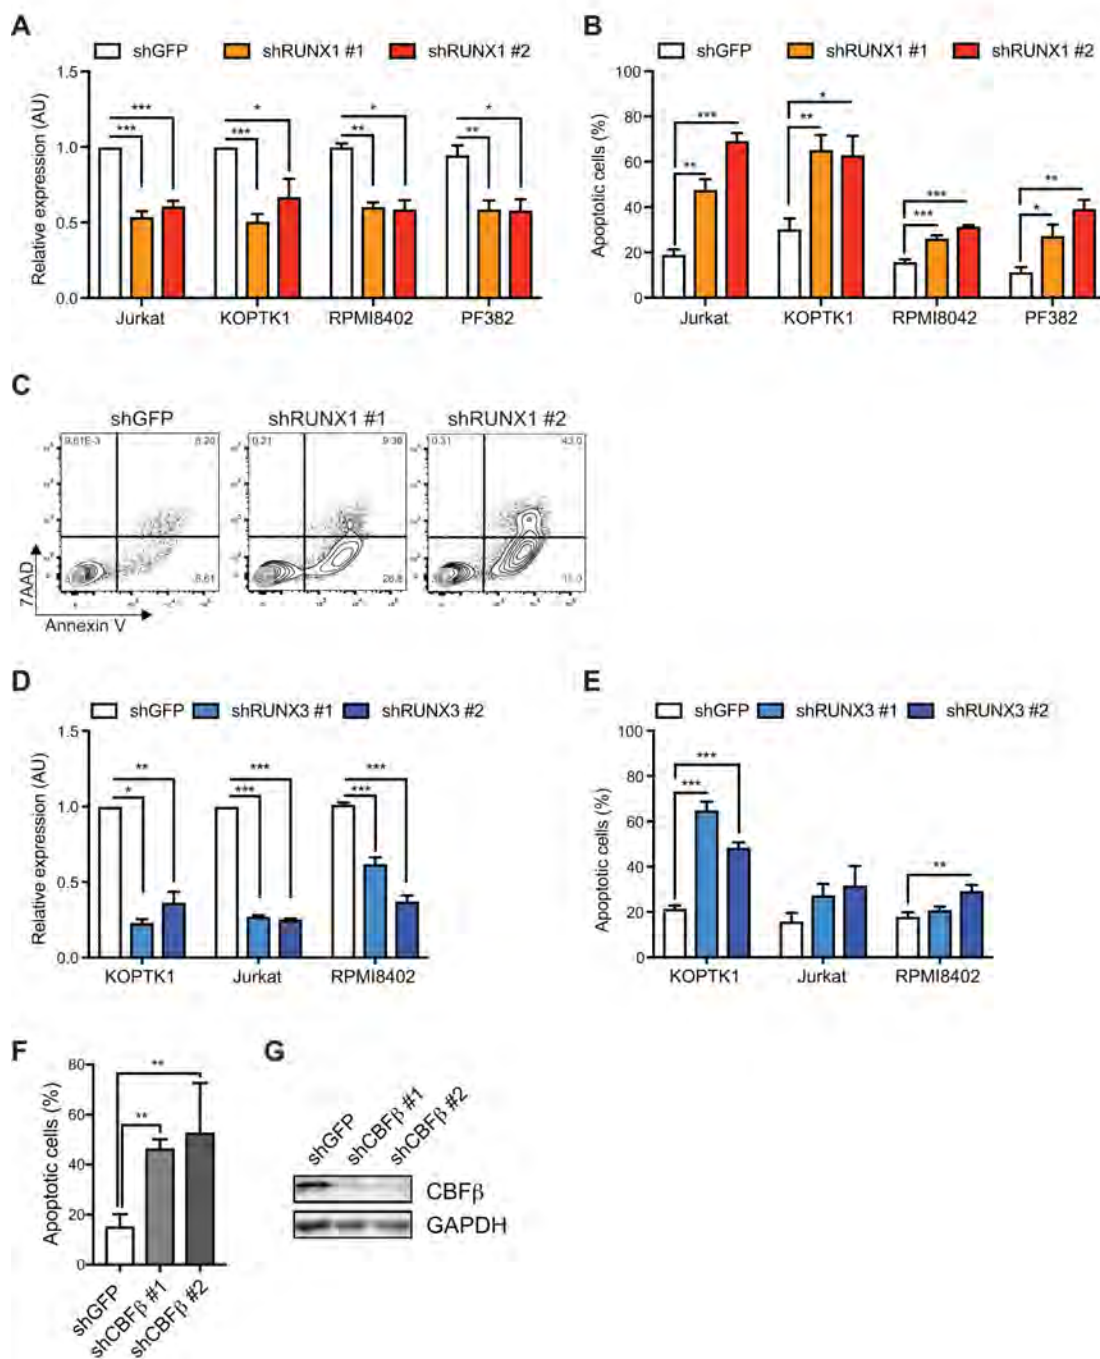 A
shGFP shRUNX1 #1 shRUNX1 #2
Relative expression (AU)
1.5
1.0
0.5
0.0
*** *** * *** * ** * **
Jurkat KOPTK1 RPMI8402 PF382
B
shGFP shRUNX1 #1 shRUNX1 #2
Apoptotic cells (%)
100
80
60
40
20
0
*** ** * ** *** *** ** *
Jurkat KOPTK1 RPMI8042 PF382
C
shGFP shRUNX1 #1 shRUNX1 #2
9.61E-3 8.20 0.21 9.38 0.31 43.0
8.61 26.8
7AAD
Annexin V
D
shGFP shRUNX3 #1 shRUNX3 #2
Relative expression (AU)
1.5
1.0
0.5
0.0
** * *** *** *** ***
KOPTK1 Jurkat RPMI8402
E
shGFP shRUNX3 #1 shRUNX3 #2
Apoptotic cells (%)
100
80
60
40
20
0
*** *** **
KOPTK1 Jurkat RPMI8402
F
Apoptotic cells (%)
80
60
40
20
0
** **
shGFP shCBFβ #1 shCBFβ #2
G
shGFP shCBFβ #1 shCBFβ #2
CBFβ
GAPDH